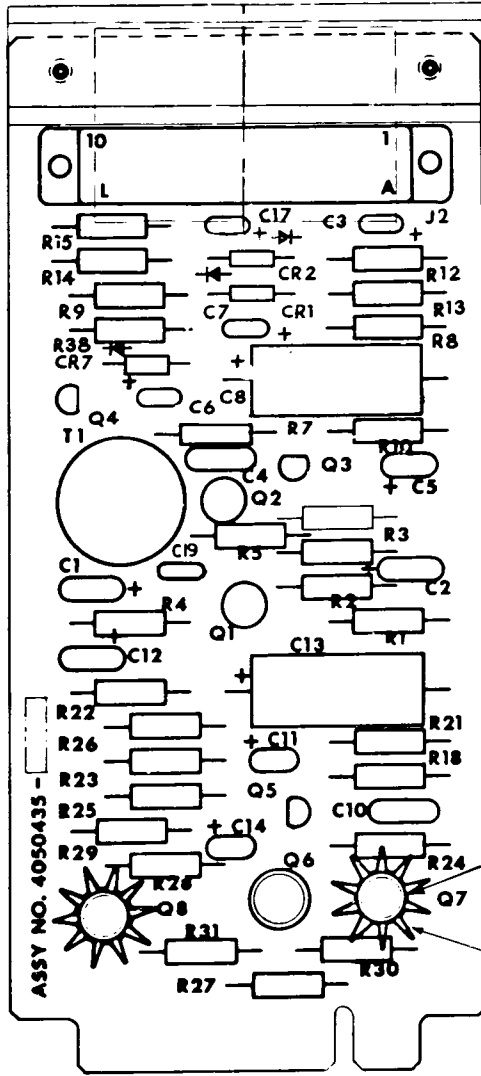 10 1
L A
C17 C3 J2
R15
R14 CR2 R12
R9 C7 CR1 R13
R38 R8
CR7
Q4 C6 C8
T1 R7 R10
C4 Q3 C5
Q2
R5 R3
C1 C19
R4 R2 C2
Q1 R1
C12 C13
R22
R26 C11 R21
R23 R18
R25 Q5 C10
R29 C14
R28 Q6 R24
Q8 Q7
R31 R30
R27
ASSY NO. 4050435-